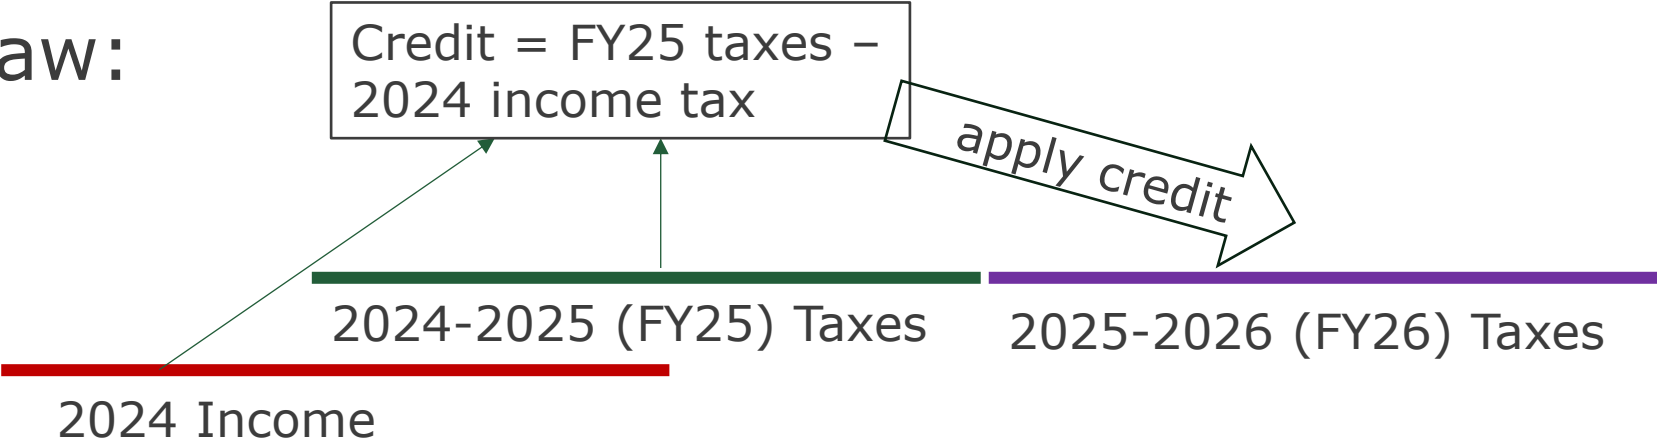 aw:
Credit = FY25 taxes –
2024 income tax
apply credit
2024-2025 (FY25) Taxes
2025-2026 (FY26) Taxes
2024 Income